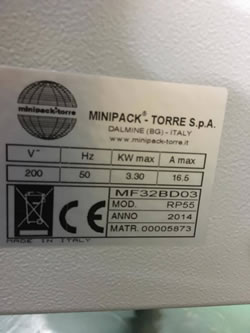 minipack-torre
MINIPACK®-TORRE S.p.A.
DALMINE (BG) - ITALY
www.minipack-torre.it
V~ Hz KW max A max
200 50 3.30 16.5
MF32BD03
MOD. RP55
ANNO 2014
MATR. 00005873
CE
MADE IN ITALY